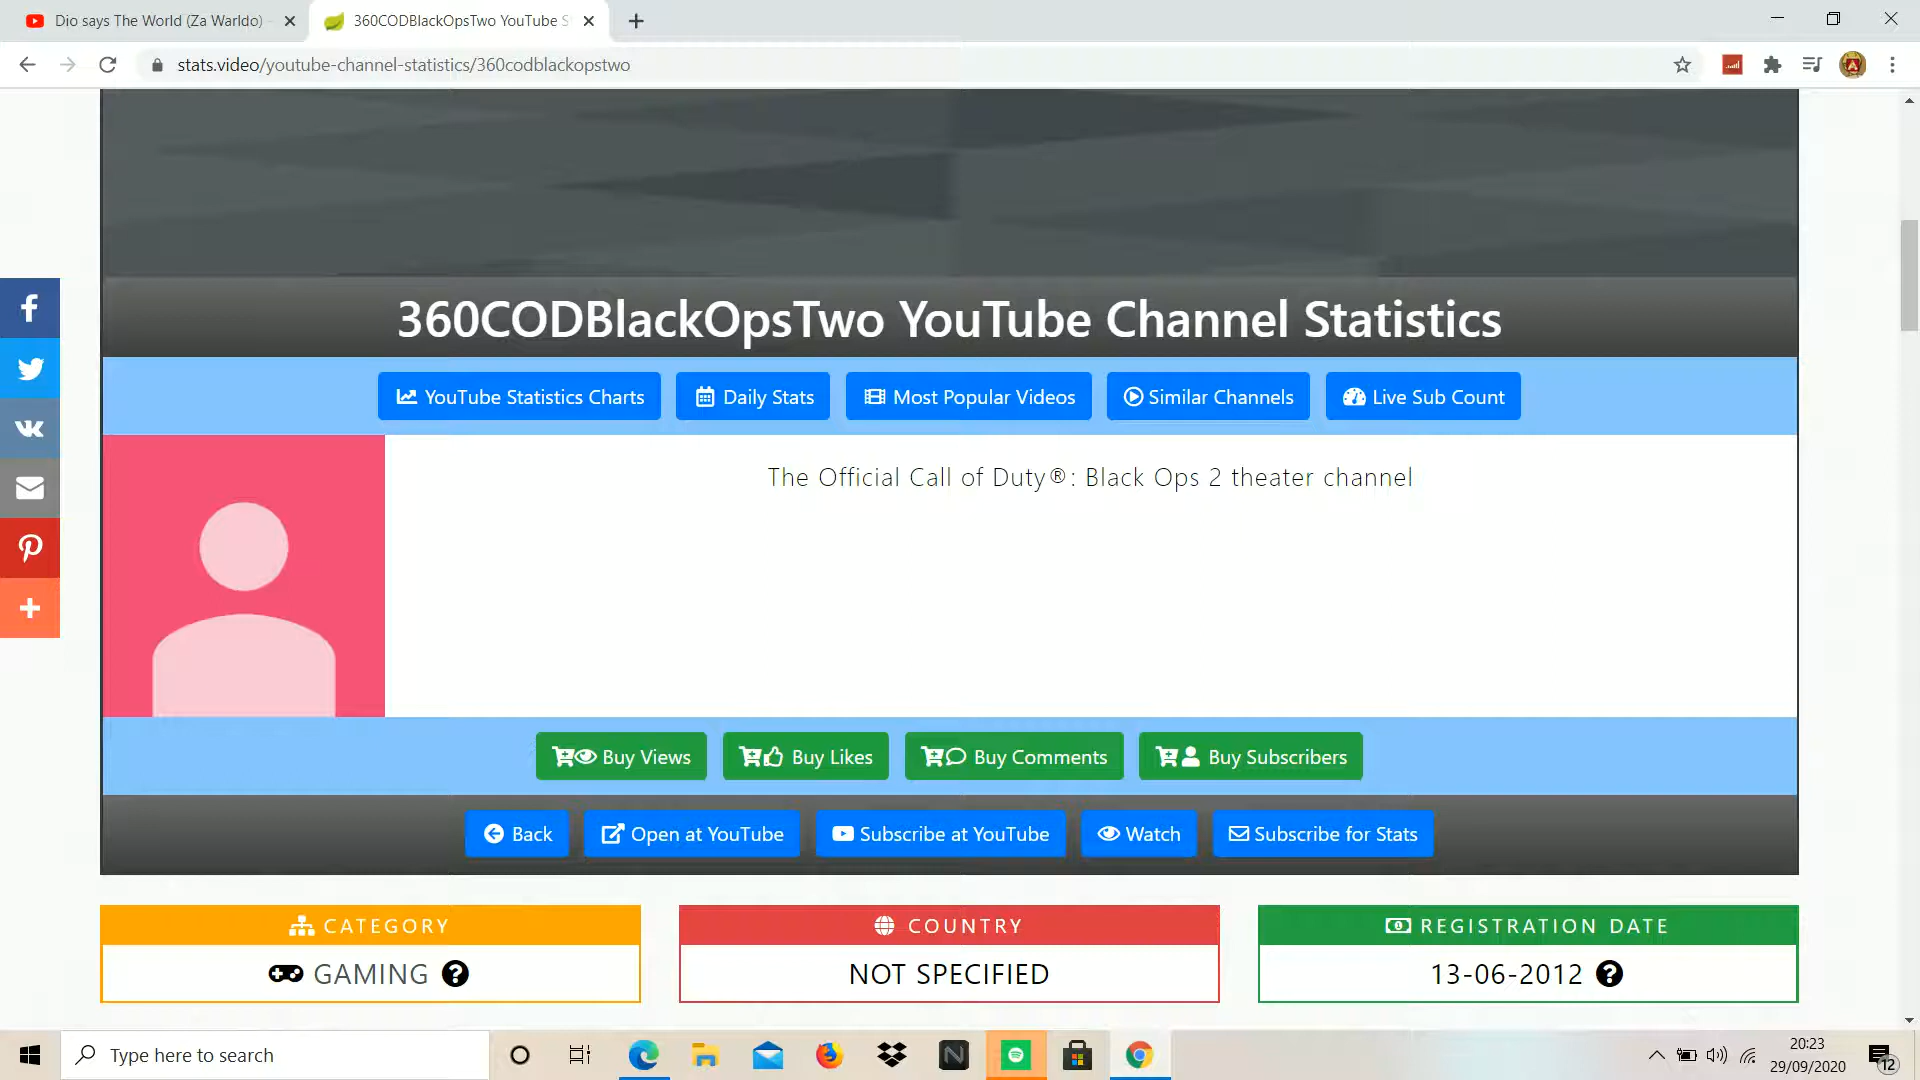 Dio says The World (Za Warldo)
360CODBlackOpsTwo YouTube S
stats.video/youtube-channel-statistics/360codblackopstwo
360CODBlackOpsTwo YouTube Channel Statistics
YouTube Statistics Charts
Daily Stats
Most Popular Videos
Similar Channels
Live Sub Count
The Official Call of Duty®: Black Ops 2 theater channel
Buy Views
Buy Likes
Buy Comments
Buy Subscribers
Back
Open at YouTube
Subscribe at YouTube
Watch
Subscribe for Stats
CATEGORY
GAMING
COUNTRY
NOT SPECIFIED
REGISTRATION DATE
13-06-2012
Type here to search
20:23
29/09/2020
12